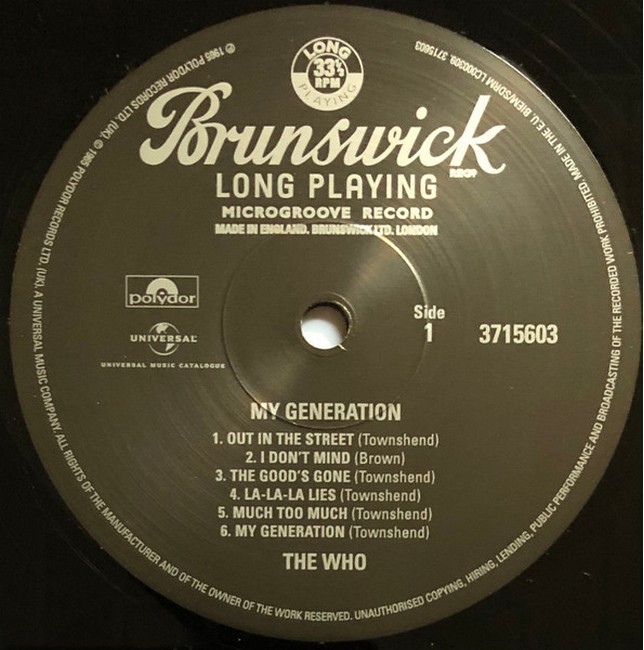 LONG
33⅓
RPM
PLAYING
Brunswick
REGD
LONG PLAYING
MICROGROOVE RECORD
MADE IN ENGLAND. BRUNSWICK LTD. LONDON
polydor
UNIVERSAL
UNIVERSAL MUSIC CATALOGUE
Side
1
3715603
MY GENERATION
1. OUT IN THE STREET (Townshend)
2. I DON'T MIND (Brown)
3. THE GOOD'S GONE (Townshend)
4. LA-LA-LA LIES (Townshend)
5. MUCH TOO MUCH (Townshend)
6. MY GENERATION (Townshend)
THE WHO
℗ 1965 POLYDOR RECORDS LTD. (UK). © 1965 POLYDOR RECORDS LTD. (UK). A UNIVERSAL MUSIC COMPANY. ALL RIGHTS OF THE MANUFACTURER AND OF THE OWNER OF THE WORK RESERVED. UNAUTHORISED COPYING, HIRING, LENDING, PUBLIC PERFORMANCE AND BROADCASTING OF THE RECORDED WORK PROHIBITED. MADE IN THE E.U. BIEM/SDRM LC000309. 3715603